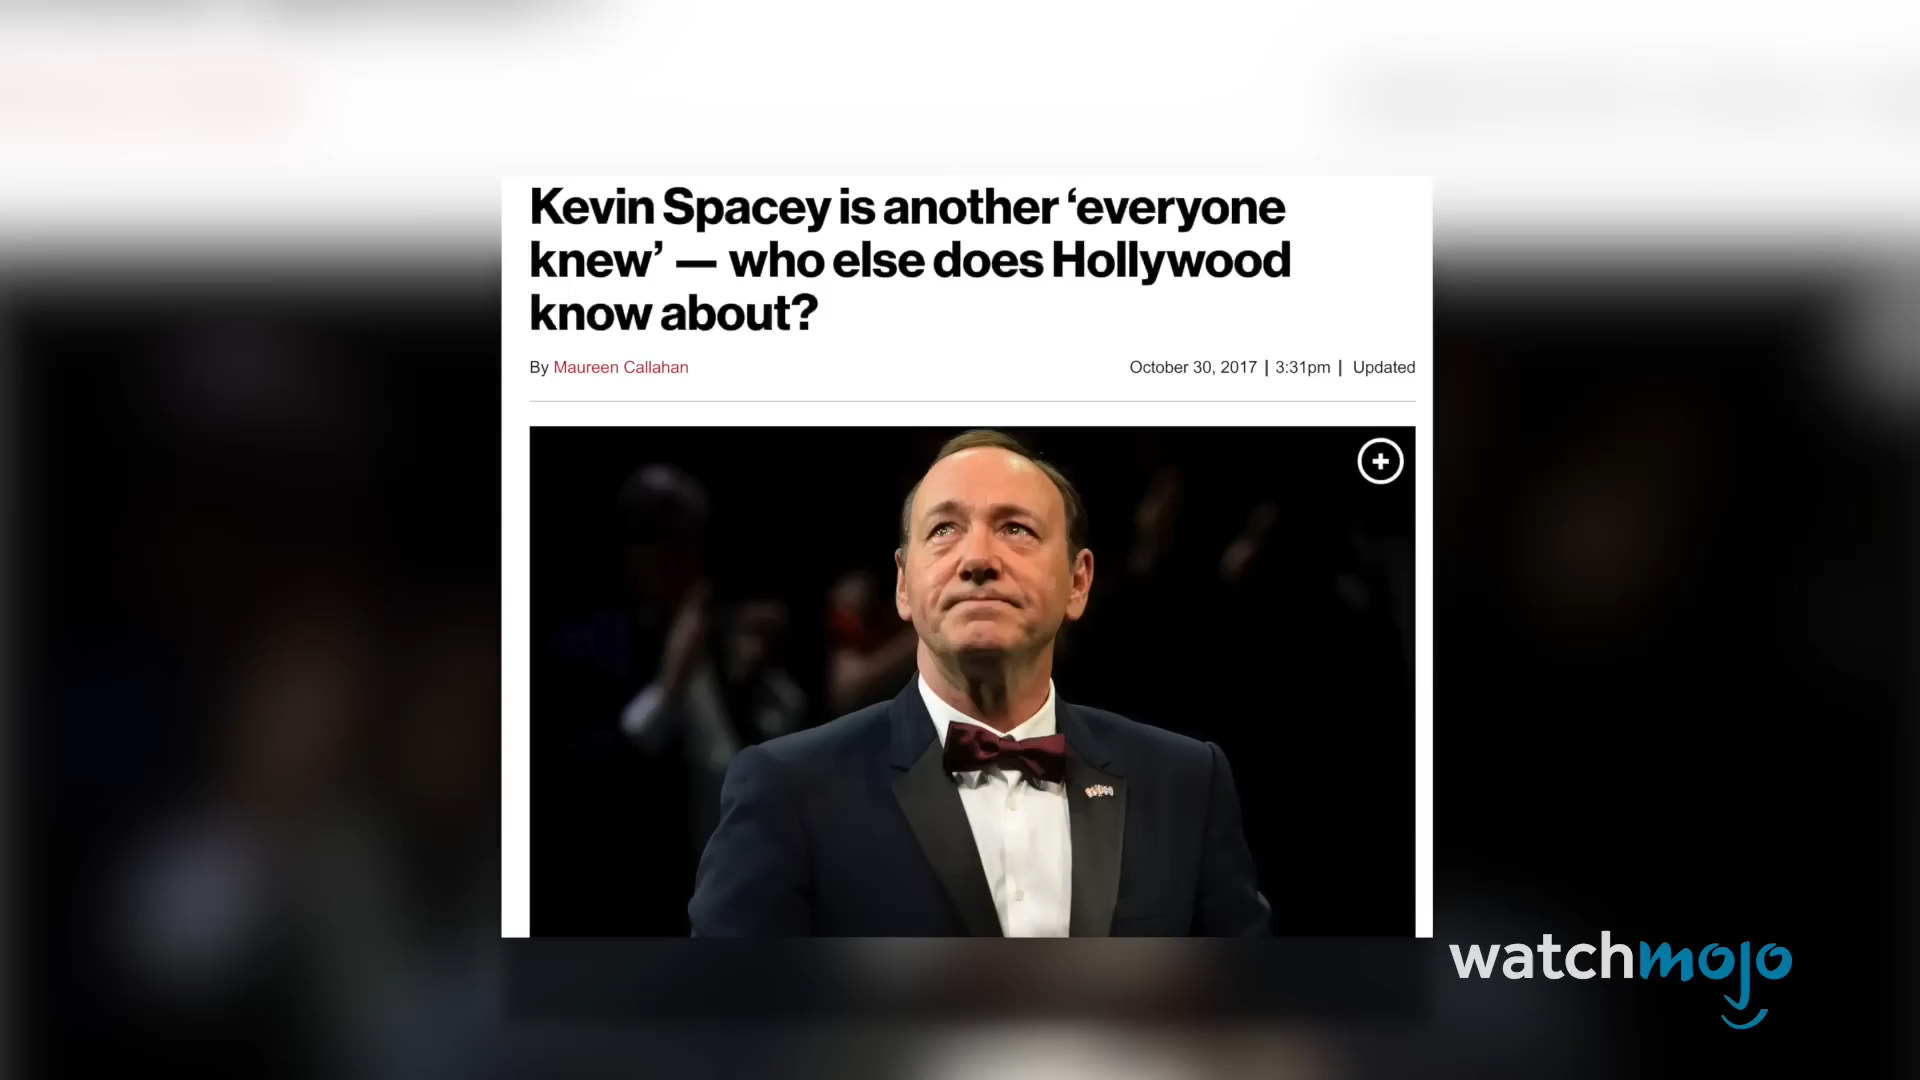 Kevin Spacey is another ‘everyone
knew’ — who else does Hollywood
know about?
By Maureen Callahan
October 30, 2017 | 3:31pm | Updated
watchmojo